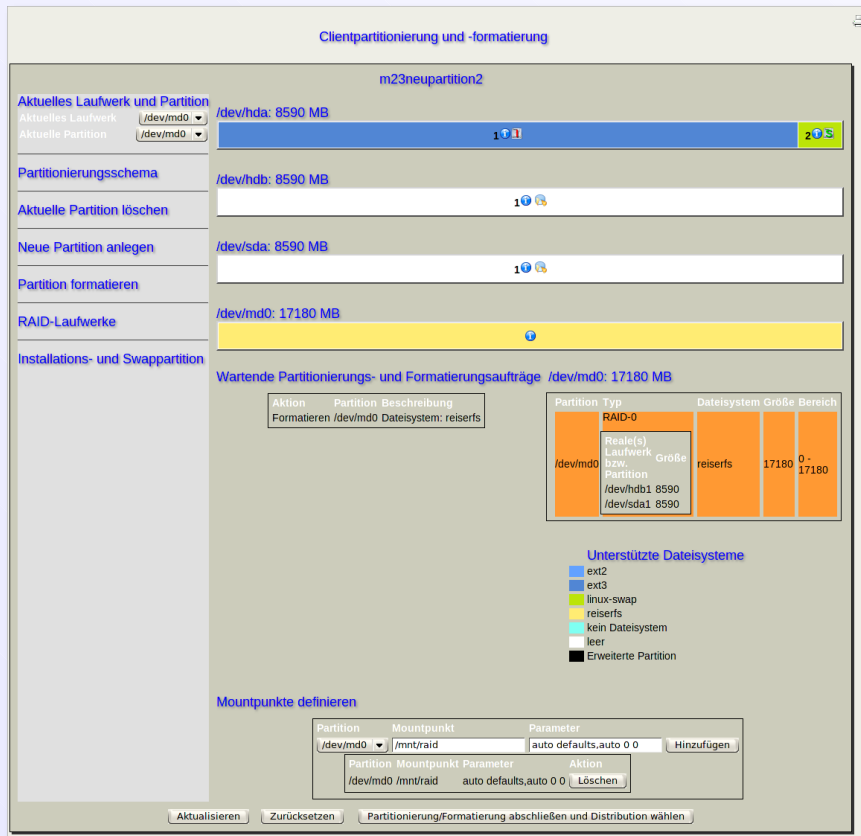 Clientpartitionierung und -formatierung
m23neupartition2
Aktuelles Laufwerk und Partition
Aktuelles Laufwerk /dev/md0
Aktuelle Partition /dev/md0
Partitionierungsschema
Aktuelle Partition löschen
Neue Partition anlegen
Partition formatieren
RAID-Laufwerke
Installations- und Swappartition
/dev/hda: 8590 MB
1 2
/dev/hdb: 8590 MB
1
/dev/sda: 8590 MB
1
/dev/md0: 17180 MB
Wartende Partitionierungs- und Formatierungsaufträge
Aktion Partition Beschreibung
Formatieren /dev/md0 Dateisystem: reiserfs
/dev/md0: 17180 MB
Partition Typ Dateisystem Größe Bereich
RAID-0
Reale(s)
Laufwerk
bzw.
Partition
Größe
/dev/hdb1 8590
/dev/sda1 8590
/dev/md0 reiserfs 17180 0 -
17180
Unterstützte Dateisysteme
ext2
ext3
linux-swap
reiserfs
kein Dateisystem
leer
Erweiterte Partition
Mountpunkte definieren
Partition Mountpunkt Parameter
/dev/md0 /mnt/raid auto defaults,auto 0 0 Hinzufügen
Partition Mountpunkt Parameter Aktion
/dev/md0 /mnt/raid auto defaults,auto 0 0 Löschen
Aktualisieren Zurücksetzen Partitionierung/Formatierung abschließen und Distribution wählen